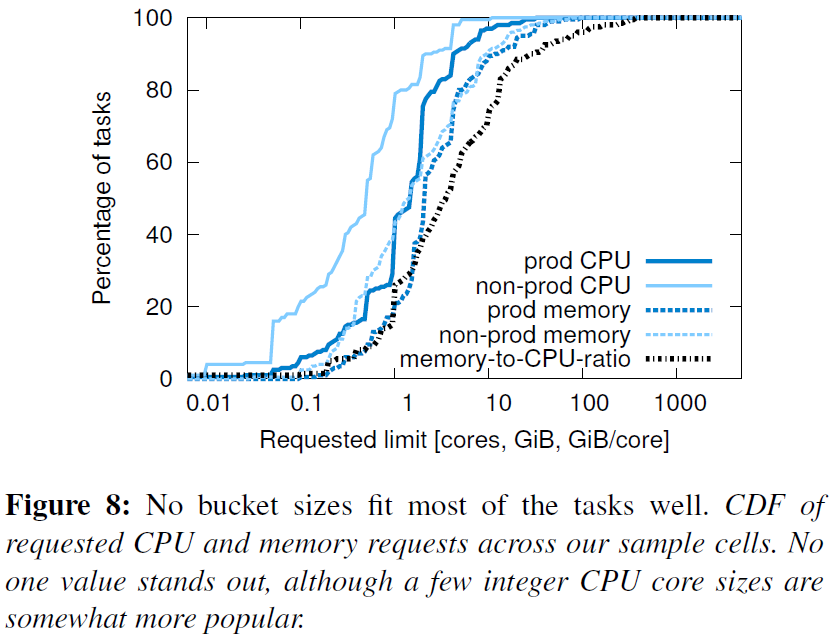 100
80
60
40
20
0
Percentage of tasks
prod CPU
non-prod CPU
prod memory
non-prod memory
memory-to-CPU-ratio
0.01 0.1 1 10 100 1000
Requested limit [cores, GiB, GiB/core]
Figure 8: No bucket sizes fit most of the tasks well. CDF of
requested CPU and memory requests across our sample cells. No
one value stands out, although a few integer CPU core sizes are
somewhat more popular.